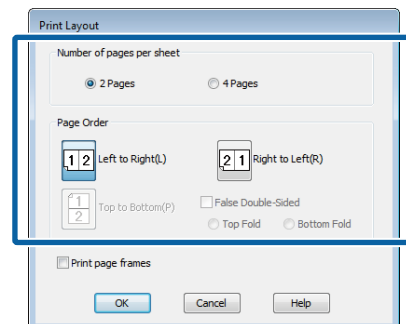 Print Layout
Number of pages per sheet
2 Pages
4 Pages
Page Order
1 2 Left to Right(L)
2 1 Right to Left(R)
1
2
Top to Bottom(P)
False Double-Sided
Top Fold
Bottom Fold
Print page frames
OK
Cancel
Help